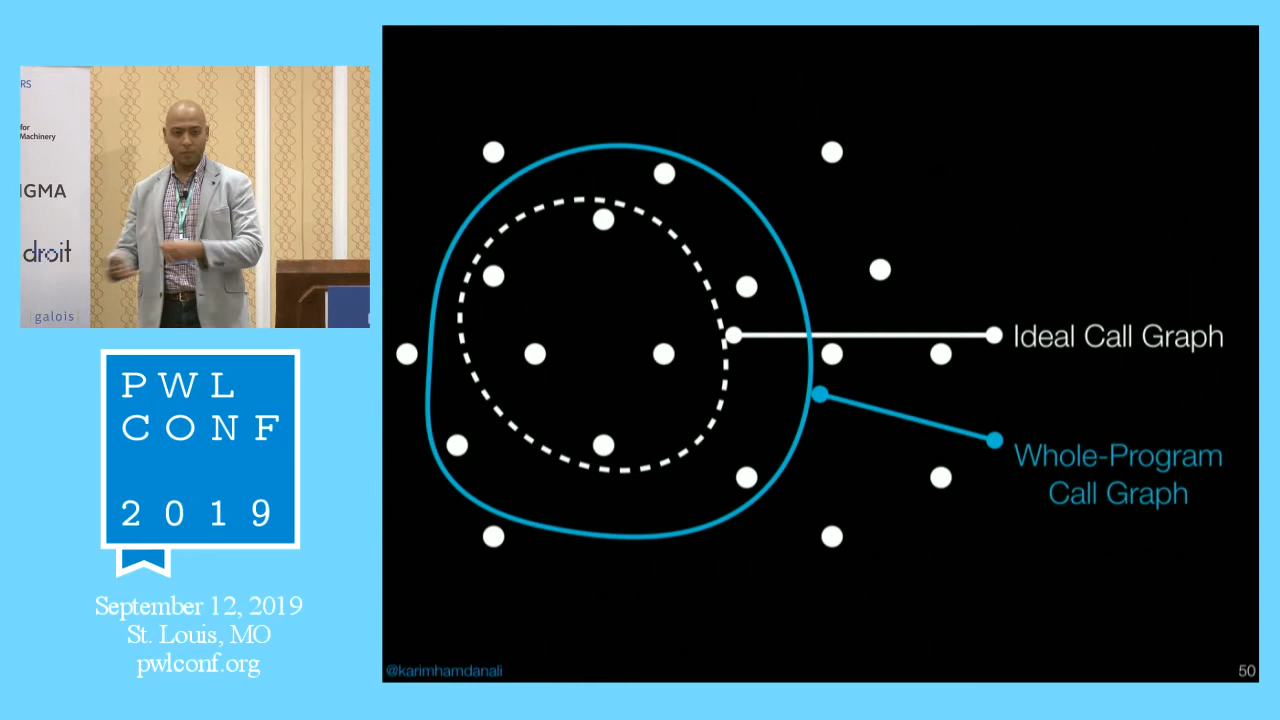 RS
for
Machinery
IGMA
droit
galois
PWL
CONF
2019
September 12, 2019
St. Louis, MO
pwlconf.org
Ideal Call Graph
Whole-Program
Call Graph
@karimhamdanali
50